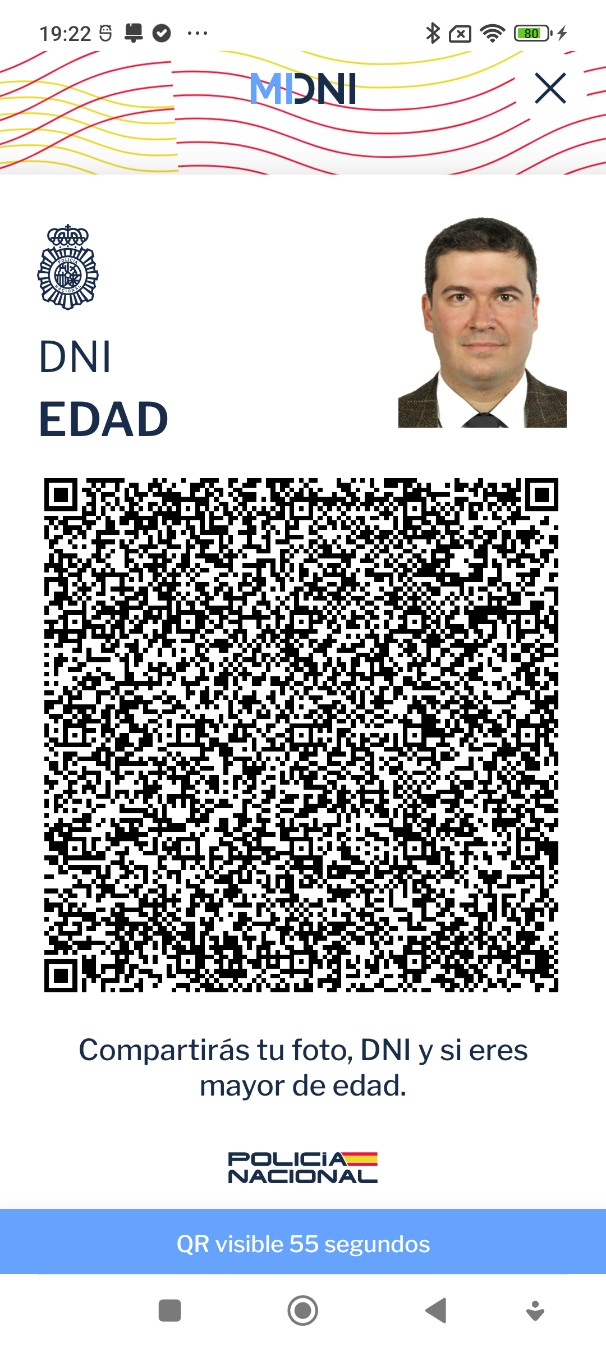 19:22
80
MIDNI
DNI
EDAD
Compartirás tu foto, DNI y si eres
mayor de edad.
POLICÍA
NACIONAL
QR visible 55 segundos